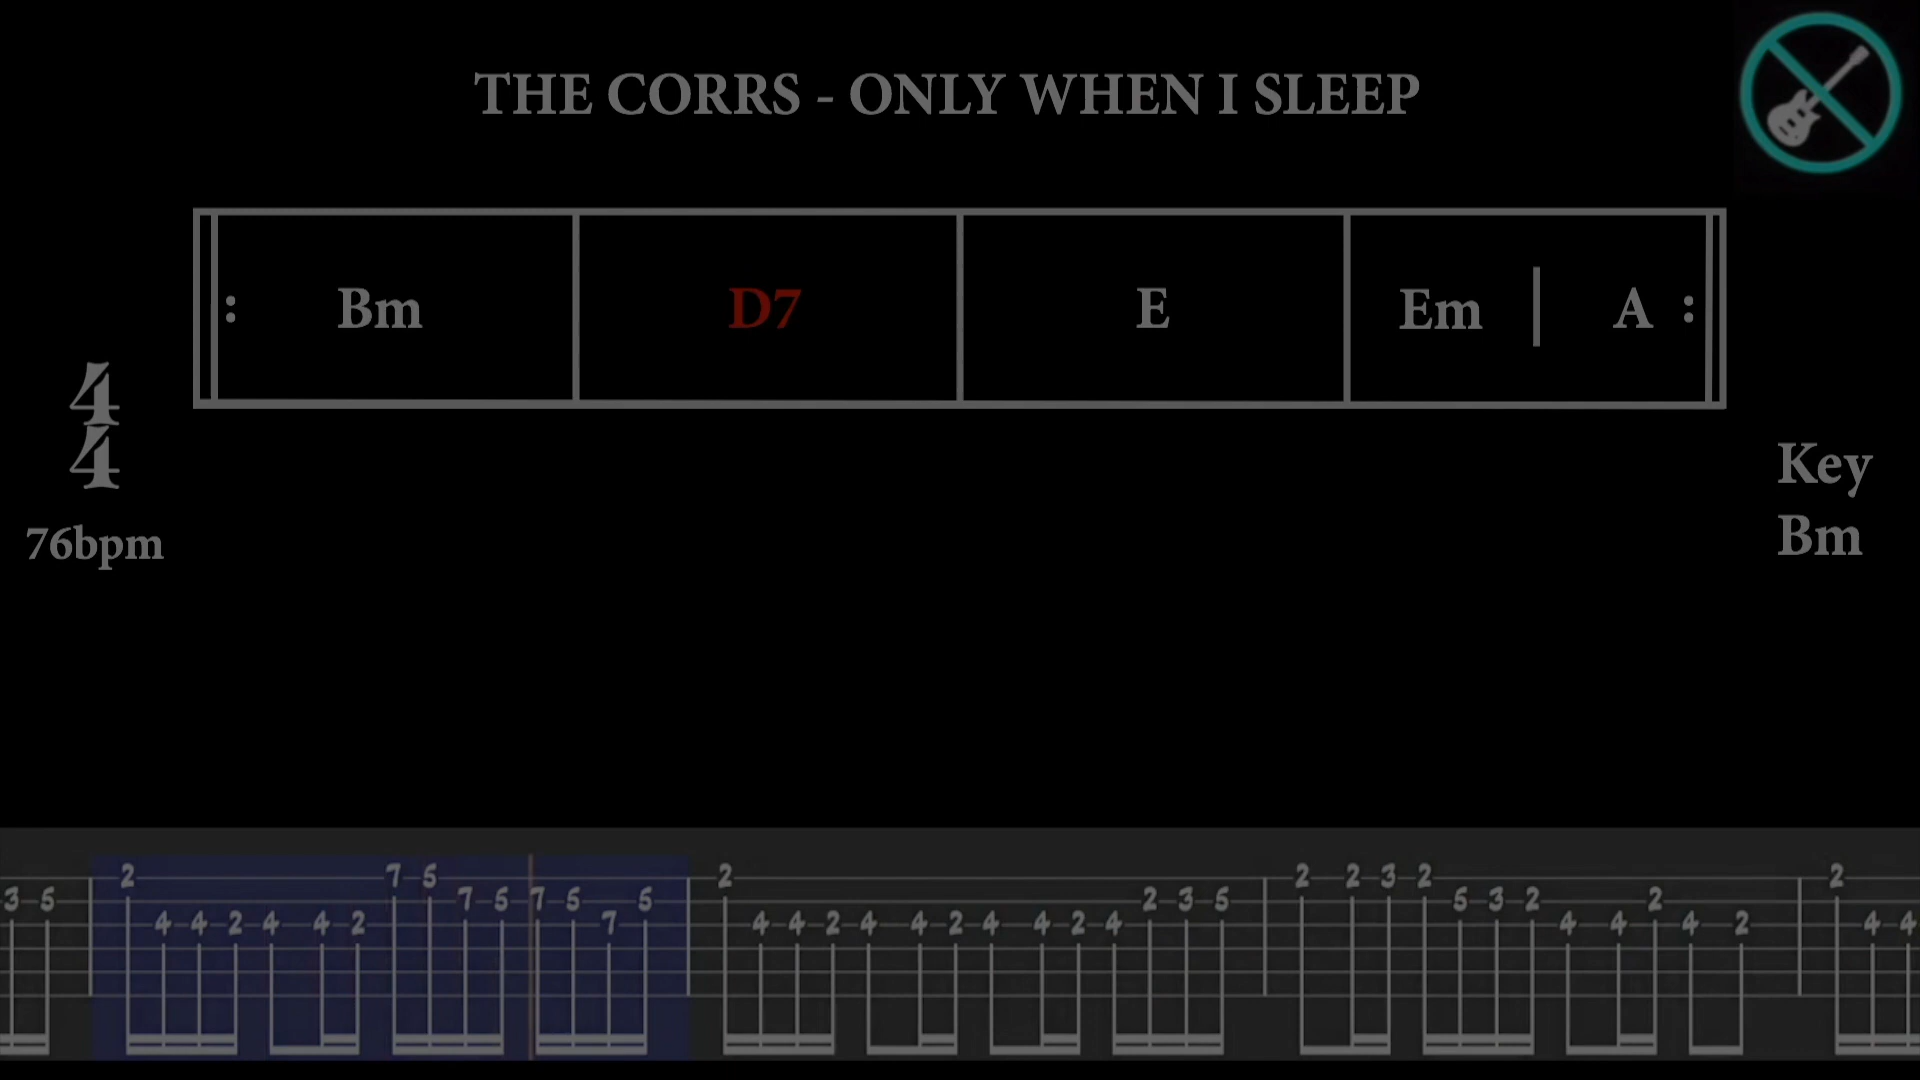 THE CORRS - ONLY WHEN I SLEEP
: Bm D7 E Em | A :
4
4
76bpm
Key
Bm
2 7 5 2 2 2 3 2 2
3 5 7 5 7 5 5 2 3 5 5 3 2 2
4 4 2 4 4 2 7 4 4 2 4 4 2 4 4 2 4 4 4 4 2 4 4